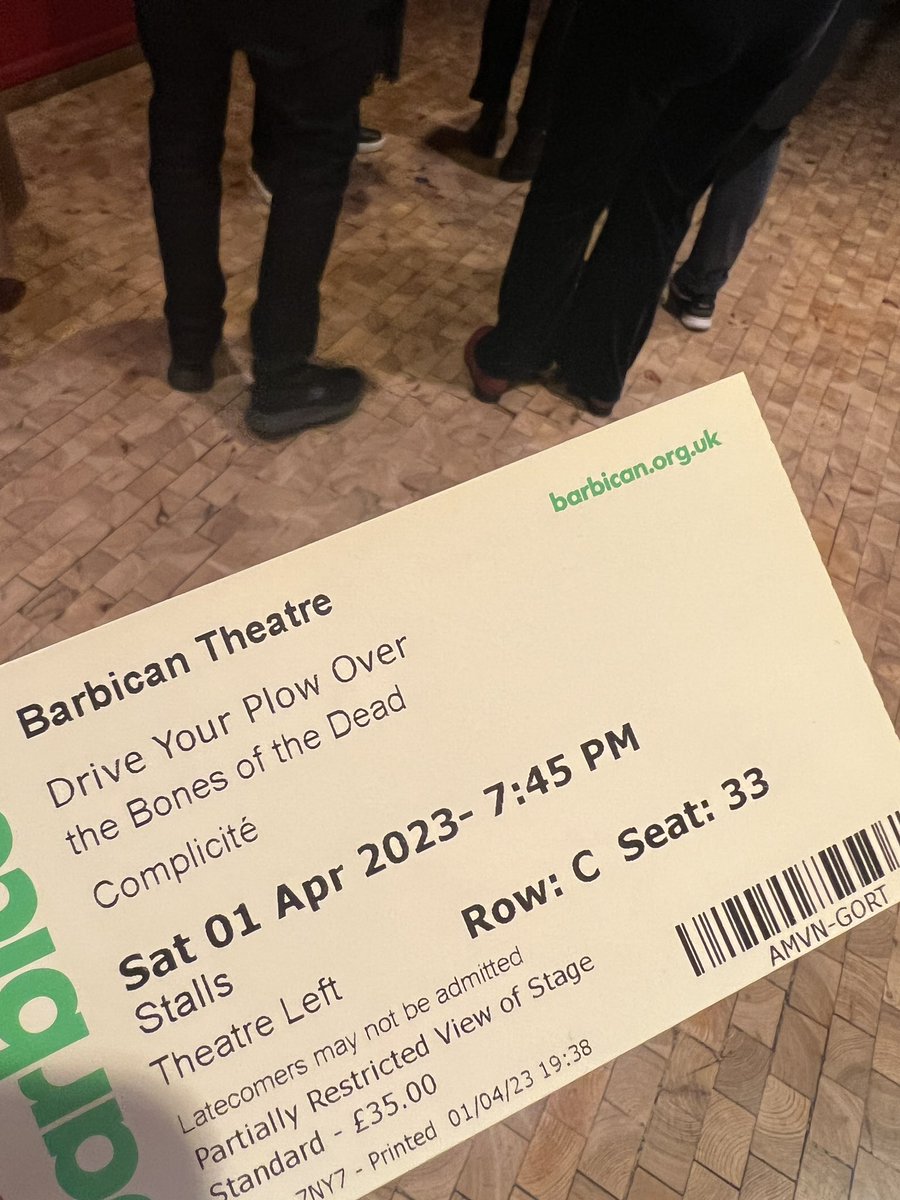 barbican.org.uk
Barbican Theatre
Drive Your Plow Over
the Bones of the Dead
Complicité
Sat 01 Apr 2023- 7:45 PM
Stalls Row: C Seat: 33
Theatre Left
Latecomers may not be admitted
Partially Restricted View of Stage
Standard - £35.00
7NY7 - Printed 01/04/23 19:38
AMVN-GORT